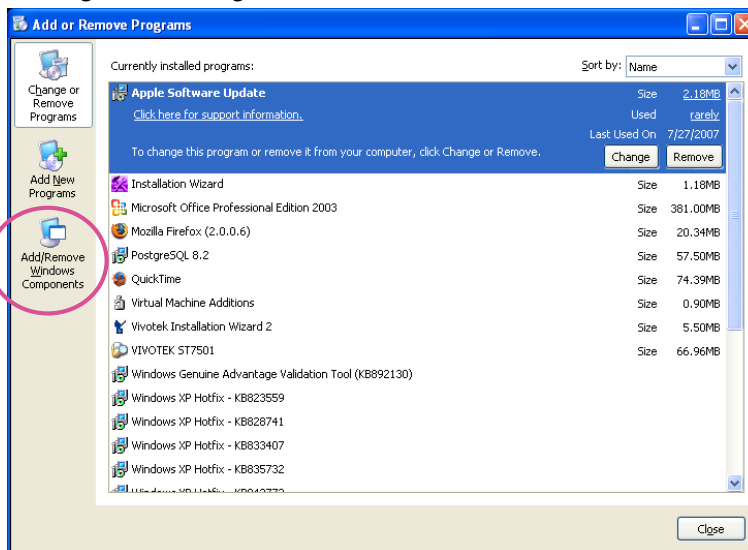 Add or Remove Programs
Change or Remove Programs
Add New Programs
Add/Remove Windows Components
Currently installed programs: Sort by: Name
Apple Software Update Size 2.18MB
Click here for support information. Used rarely
Last Used On 7/27/2007
To change this program or remove it from your computer, click Change or Remove. Change Remove
Installation Wizard Size 1.18MB
Microsoft Office Professional Edition 2003 Size 381.00MB
Mozilla Firefox (2.0.0.6) Size 20.34MB
PostgreSQL 8.2 Size 57.50MB
QuickTime Size 74.39MB
Virtual Machine Additions Size 0.90MB
Vivotek Installation Wizard 2 Size 5.50MB
VIVOTEK ST7501 Size 66.96MB
Windows Genuine Advantage Validation Tool (KB892130)
Windows XP Hotfix - KB823559
Windows XP Hotfix - KB828741
Windows XP Hotfix - KB833407
Windows XP Hotfix - KB835732
Windows XP Hotfix -
Close